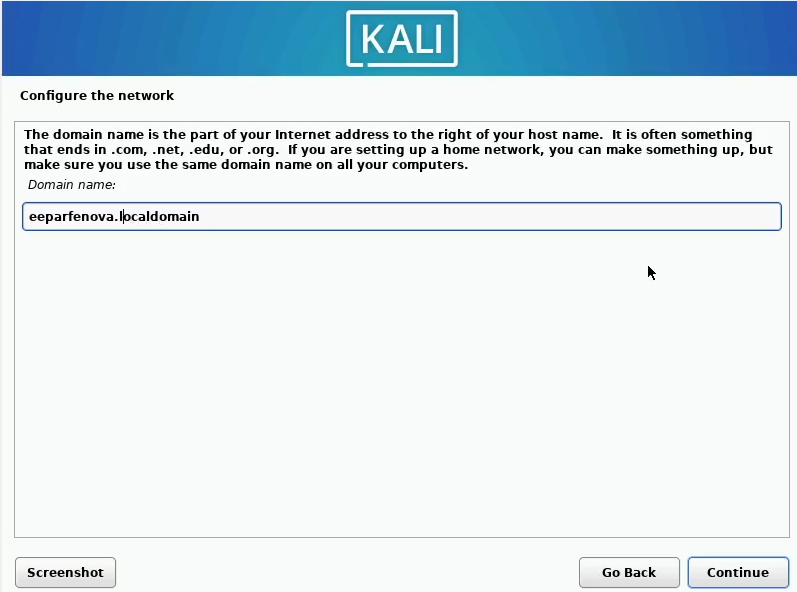 KALI
Configure the network
The domain name is the part of your Internet address to the right of your host name.  It is often something
that ends in .com, .net, .edu, or .org.  If you are setting up a home network, you can make something up, but
make sure you use the same domain name on all your computers.
Domain name:
eeparfenova.localdomain
Screenshot
Go Back
Continue